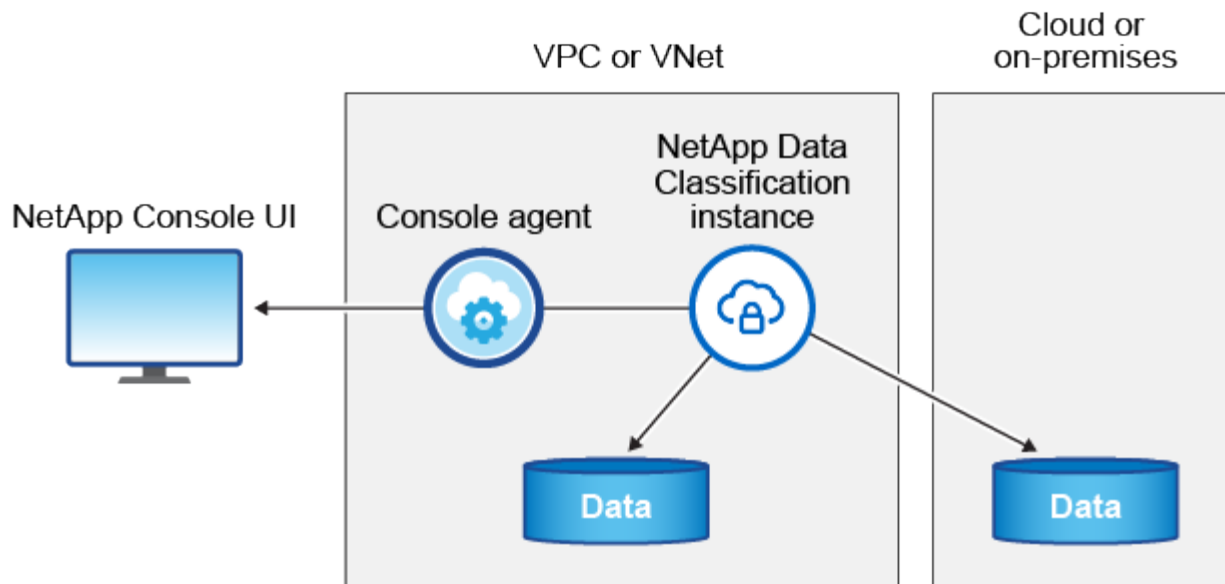 VPC or VNet
Cloud or
on-premises
NetApp Console UI
Console agent
NetApp Data
Classification
instance
Data
Data